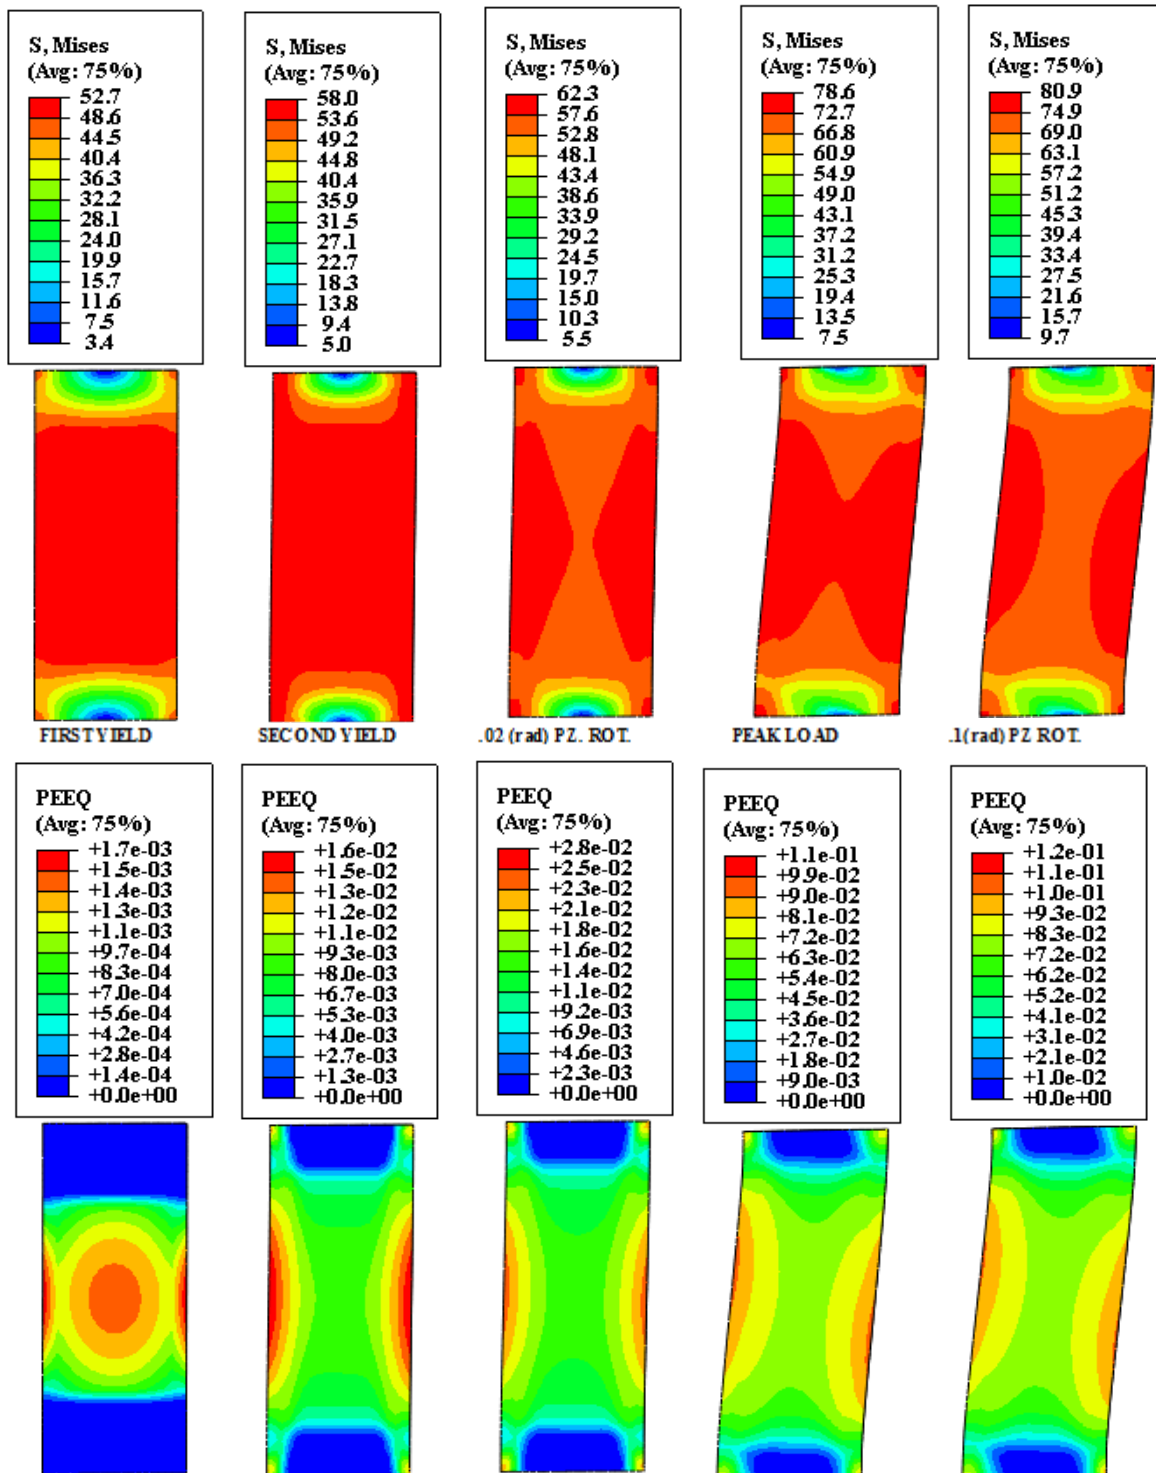 S, Mises
(Avg: 75%)
52.7
48.6
44.5
40.4
36.3
32.2
28.1
24.0
19.9
15.7
11.6
7.5
3.4
S, Mises
(Avg: 75%)
58.0
53.6
49.2
44.8
40.4
35.9
31.5
27.1
22.7
18.3
13.8
9.4
5.0
S, Mises
(Avg: 75%)
62.3
57.6
52.8
48.1
43.4
38.6
33.9
29.2
24.5
19.7
15.0
10.3
5.5
S, Mises
(Avg: 75%)
78.6
72.7
66.8
60.9
54.9
49.0
43.1
37.2
31.2
25.3
19.4
13.5
7.5
S, Mises
(Avg: 75%)
80.9
74.9
69.0
63.1
57.2
51.2
45.3
39.4
33.4
27.5
21.6
15.7
9.7
FIRST YIELD
SECOND YIELD
.02 (rad) PZ. ROT.
PEAK LOAD
.1(rad) PZ ROT.
PEEQ
(Avg: 75%)
+1.7e-03
+1.5e-03
+1.4e-03
+1.3e-03
+1.1e-03
+9.7e-04
+8.3e-04
+7.0e-04
+5.6e-04
+4.2e-04
+2.8e-04
+1.4e-04
+0.0e+00
PEEQ
(Avg: 75%)
+1.6e-02
+1.5e-02
+1.3e-02
+1.2e-02
+1.1e-02
+9.3e-03
+8.0e-03
+6.7e-03
+5.3e-03
+4.0e-03
+2.7e-03
+1.3e-03
+0.0e+00
PEEQ
(Avg: 75%)
+2.8e-02
+2.5e-02
+2.3e-02
+2.1e-02
+1.8e-02
+1.6e-02
+1.4e-02
+1.1e-02
+9.2e-03
+6.9e-03
+4.6e-03
+2.3e-03
+0.0e+00
PEEQ
(Avg: 75%)
+1.1e-01
+9.9e-02
+9.0e-02
+8.1e-02
+7.2e-02
+6.3e-02
+5.4e-02
+4.5e-02
+3.6e-02
+2.7e-02
+1.8e-02
+9.0e-03
+0.0e+00
PEEQ
(Avg: 75%)
+1.2e-01
+1.1e-01
+1.0e-01
+9.3e-02
+8.3e-02
+7.2e-02
+6.2e-02
+5.2e-02
+4.1e-02
+3.1e-02
+2.1e-02
+1.0e-02
+0.0e+00